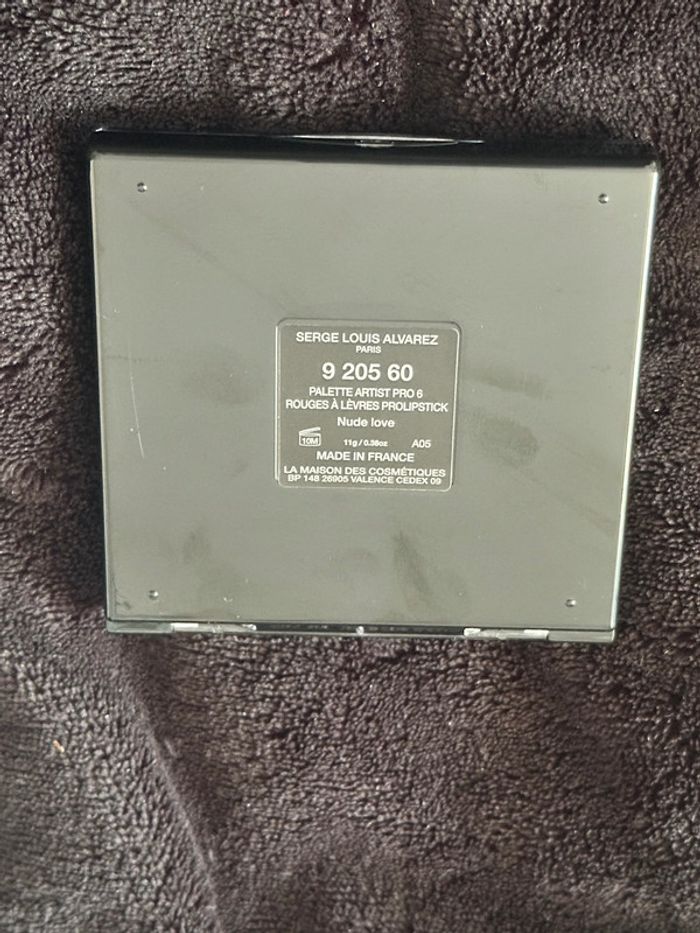 SERGE LOUIS ALVAREZ
PARIS
9 205 60
PALETTE ARTIST PRO 6
ROUGES À LÈVRES PROLIPSTICK
Nude love
10M 11g / 0.38oz A05
MADE IN FRANCE
LA MAISON DES COSMÉTIQUES
BP 148 26905 VALENCE CEDEX 09